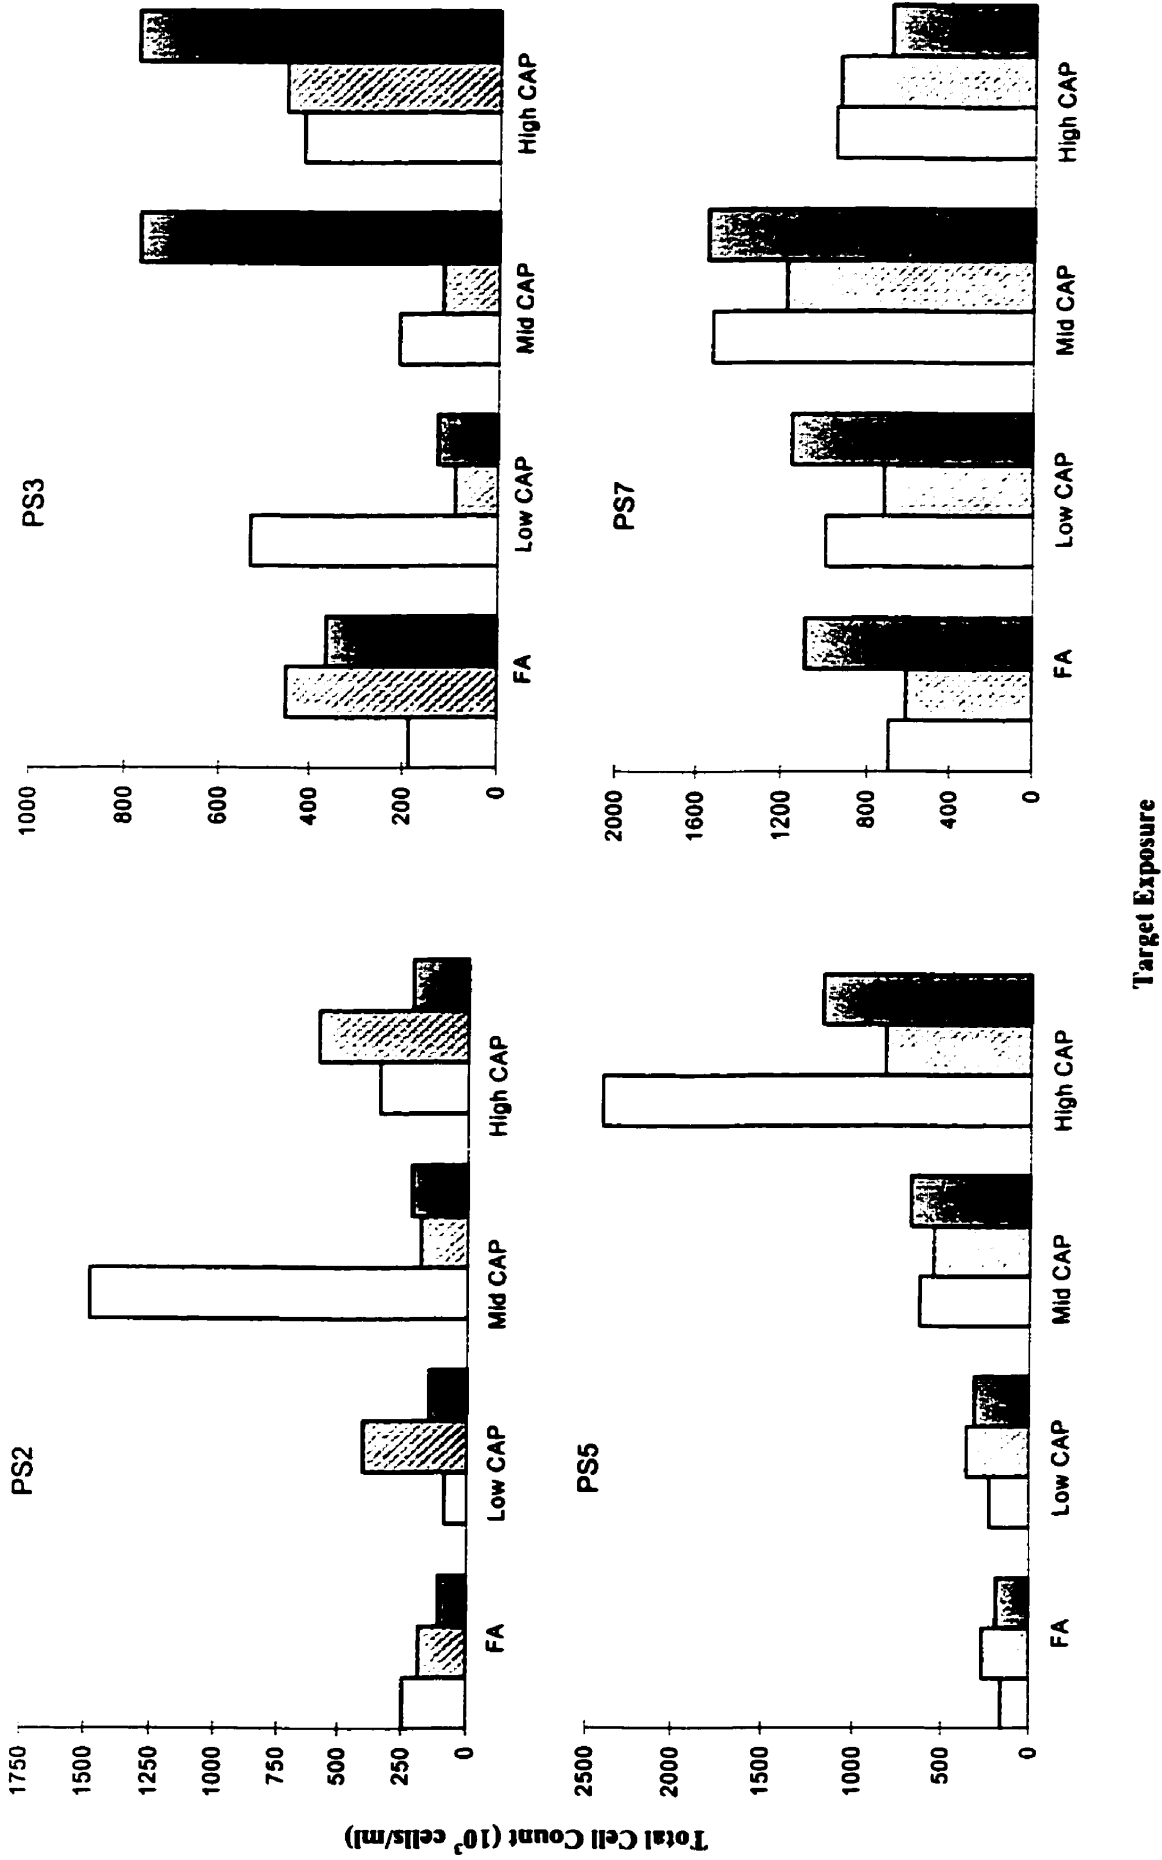 PS2
1750
1500
1250
1000
750
500
250
0
FA
Low CAP
Mid CAP
High CAP
PS3
1000
800
600
400
200
0
FA
Low CAP
Mid CAP
High CAP
PS5
2500
2000
1500
1000
500
0
FA
Low CAP
Mid CAP
High CAP
PS7
2000
1600
1200
800
400
0
FA
Low CAP
Mid CAP
High CAP
Total Cell Count (10³ cells/ml)
Target Exposure